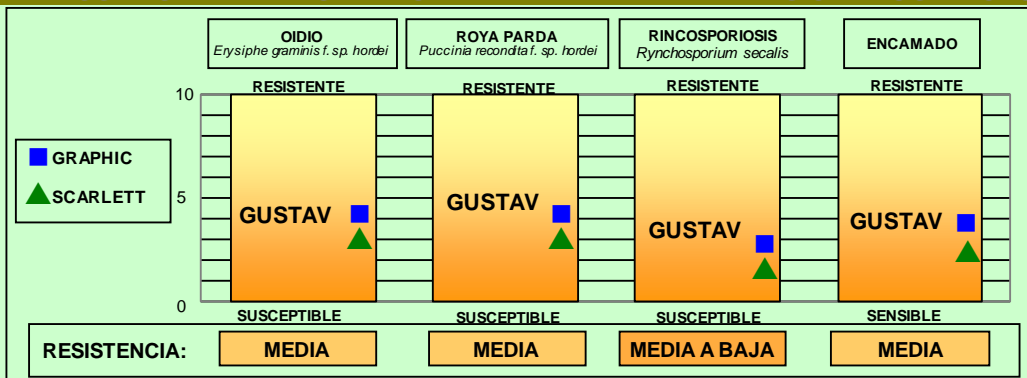 OIDIO
Erysiphe graminis f. sp. hordei
ROYA PARDA
Puccinia recondita f. sp. hordei
RINCOSPORIOSIS
Rynchosporium secalis
ENCAMADO
RESISTENTE
RESISTENTE
RESISTENTE
RESISTENTE
10
5
0
GRAPHIC
SCARLETT
GUSTAV
GUSTAV
GUSTAV
GUSTAV
SUSCEPTIBLE
SUSCEPTIBLE
SUSCEPTIBLE
SENSIBLE
RESISTENCIA:
MEDIA
MEDIA
MEDIA A BAJA
MEDIA